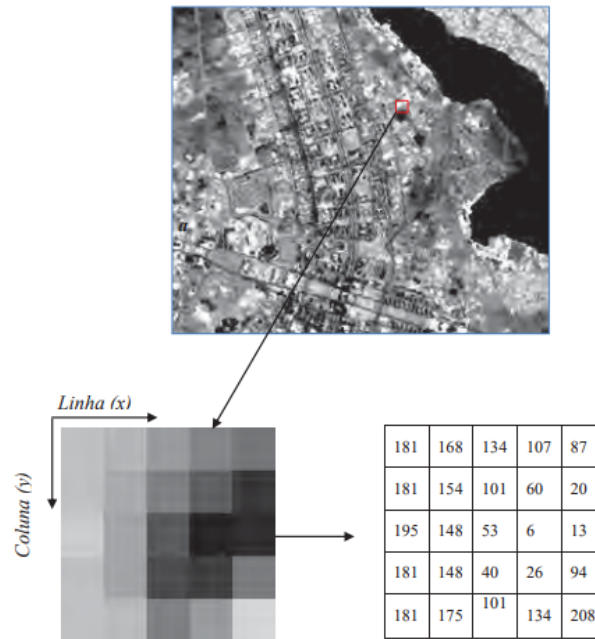 a
Linha (x)
Coluna (y)
181 168 134 107 87
181 154 101 60 20
195 148 53 6 13
181 148 40 26 94
181 175 101 134 208